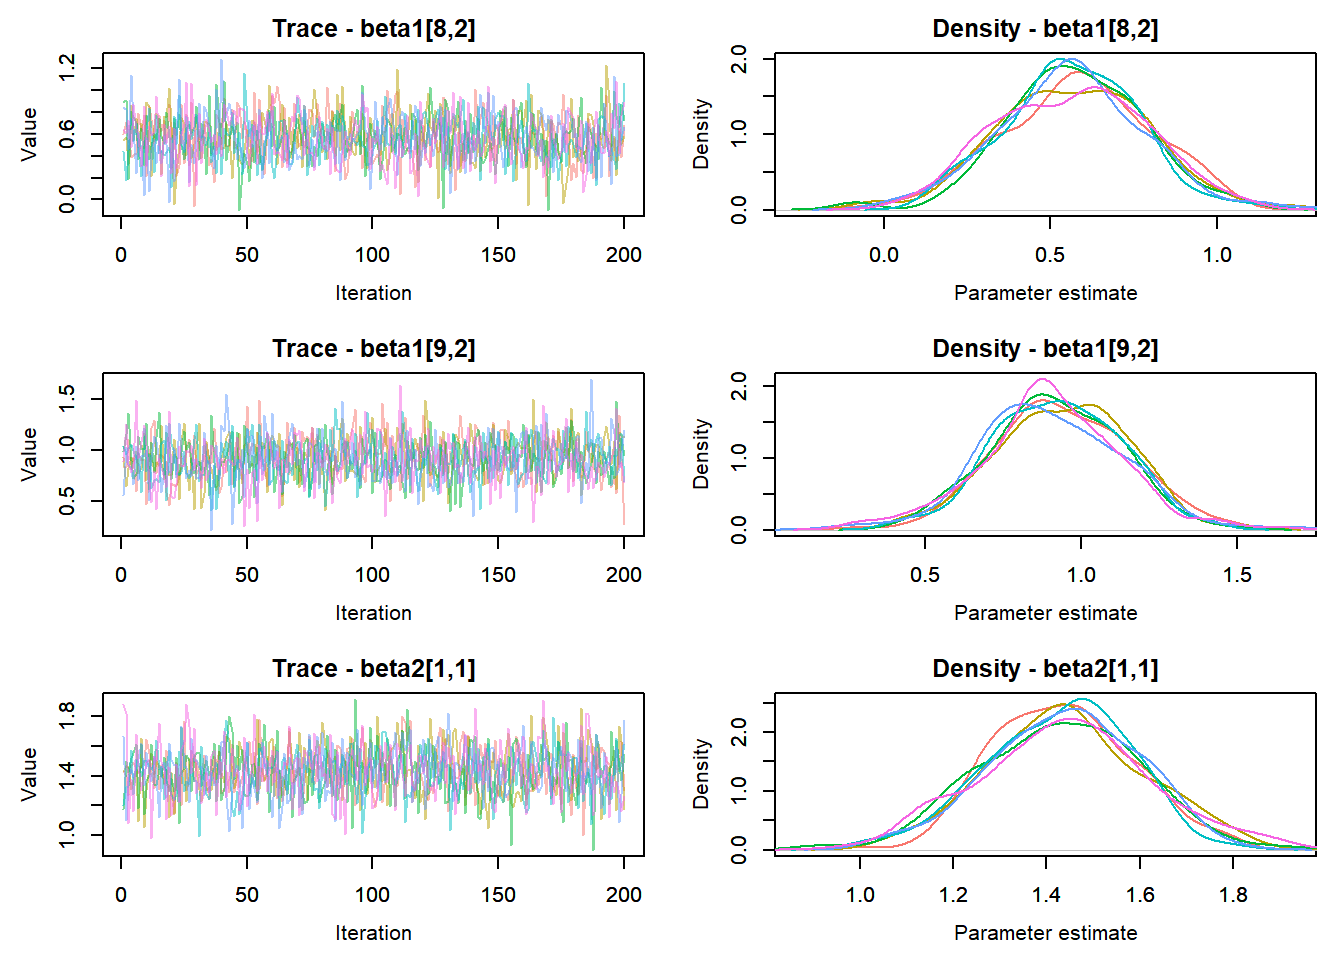 Trace - beta1[8,2]
Value
0.0 0.6 1.2
0 50 100 150 200
Iteration
Density - beta1[8,2]
Density
0.0 1.0 2.0
0.0 0.5 1.0
Parameter estimate
Trace - beta1[9,2]
Value
0.5 1.0 1.5
0 50 100 150 200
Iteration
Density - beta1[9,2]
Density
0.0 1.0 2.0
0.5 1.0 1.5
Parameter estimate
Trace - beta2[1,1]
Value
1.0 1.4 1.8
0 50 100 150 200
Iteration
Density - beta2[1,1]
Density
0.0 1.0 2.0
1.0 1.2 1.4 1.6 1.8
Parameter estimate